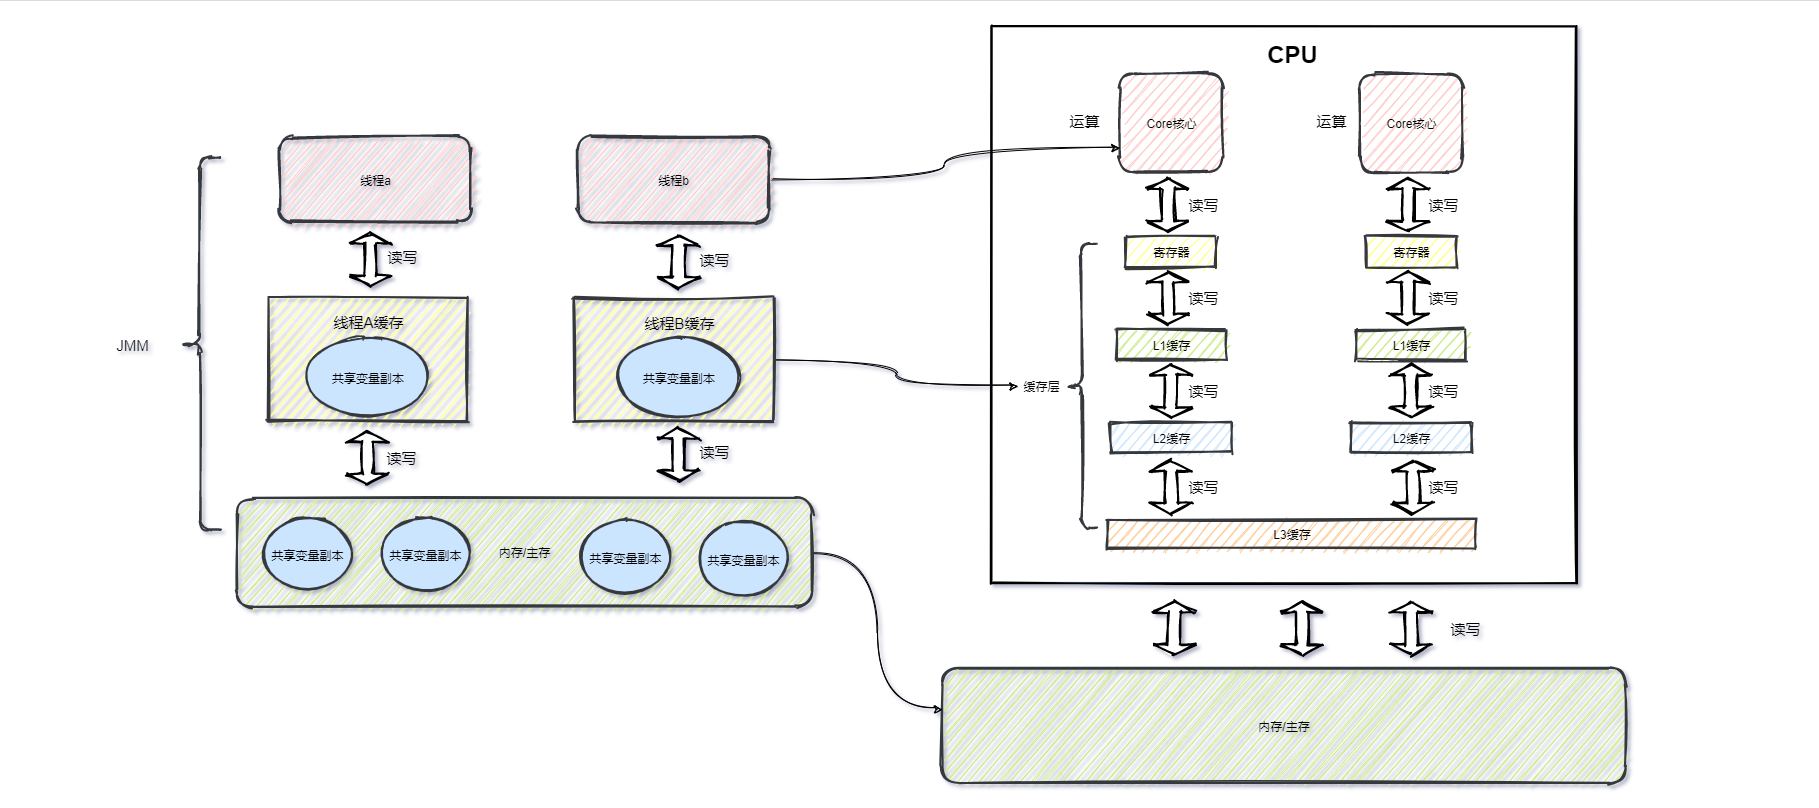 JMM
线程a
线程b
读写
读写
线程A缓存
共享变量副本
线程B缓存
共享变量副本
读写
读写
共享变量副本
共享变量副本
内存/主存
共享变量副本
共享变量副本
CPU
运算
Core核心
运算
Core核心
读写
读写
寄存器
寄存器
读写
读写
L1缓存
L1缓存
缓存层
读写
读写
L2缓存
L2缓存
读写
读写
L3缓存
读写
内存/主存